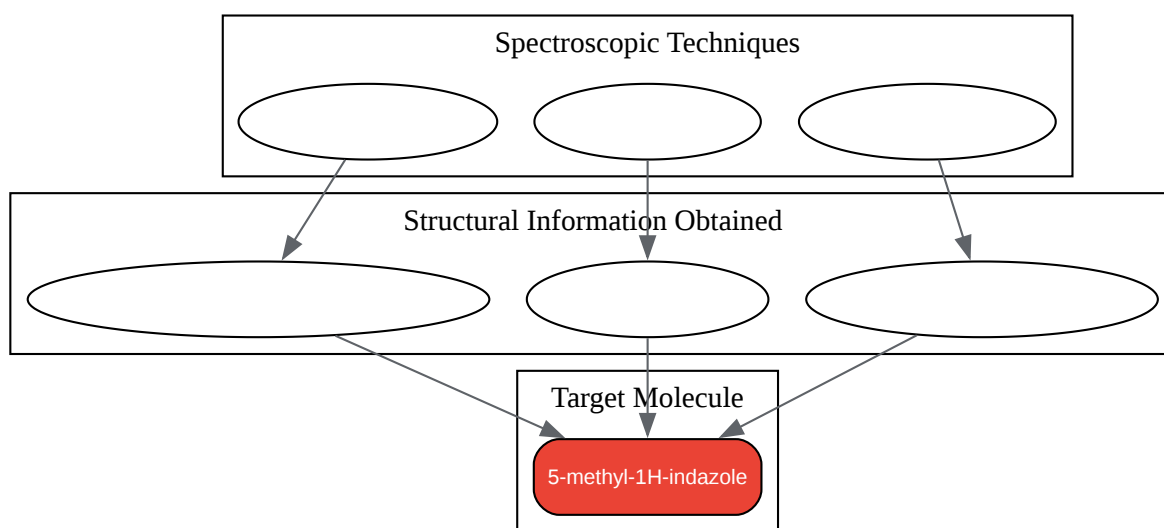 Spectroscopic Techniques
Structural Information Obtained
Target Molecule
5-methyl-1H-indazole